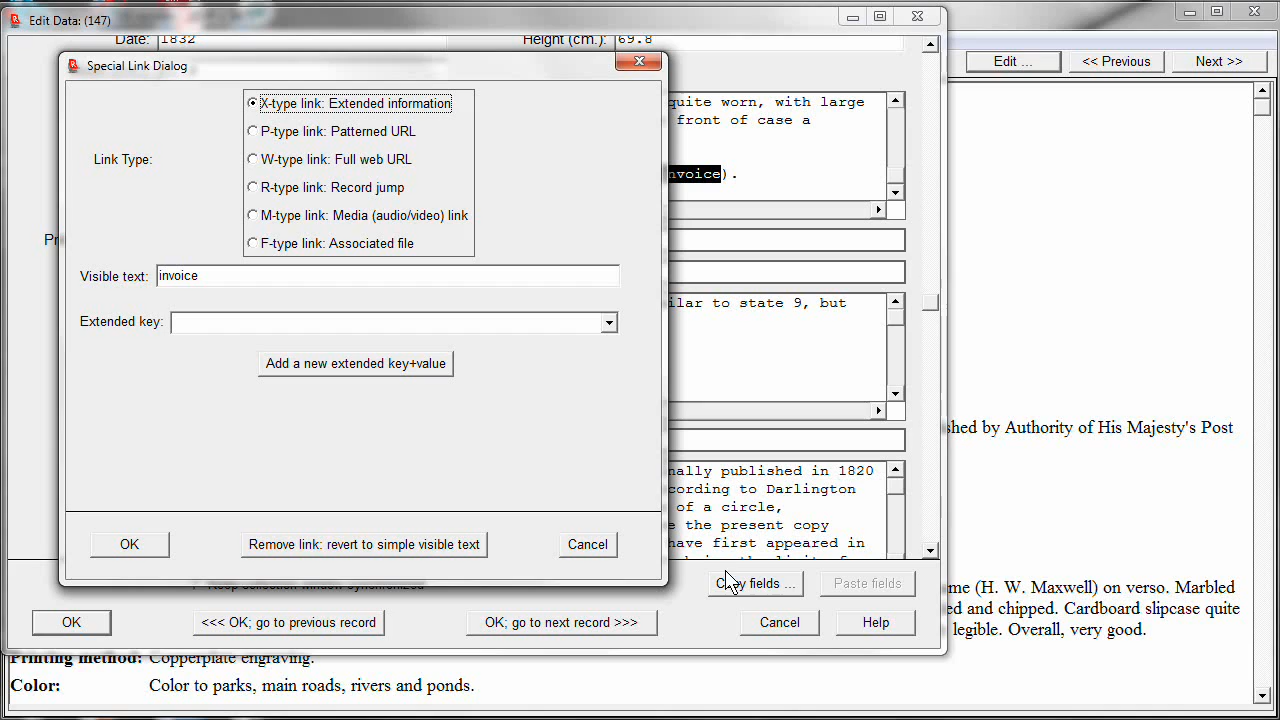 Edit Data: (147)
Date: 1832 Height (cm.): 69.8
Special Link Dialog
Edit ... << Previous Next >>
Link Type:
X-type link: Extended information
P-type link: Patterned URL
W-type link: Full web URL
R-type link: Record jump
M-type link: Media (audio/video) link
F-type link: Associated file
Visible text: invoice
Extended key:
Add a new extended key+value
OK Remove link: revert to simple visible text Cancel
quite worn, with large
front of case a
nvoice).
ilar to state 9, but
nally published in 1820
cording to Darlington
of a circle,
e the present copy
have first appeared in
Copy fields ... Paste fields
OK <<< OK; go to previous record OK; go to next record >>> Cancel Help
shed by Authority of His Majesty's Post
me (H. W. Maxwell) on verso. Marbled
ed and chipped. Cardboard slipcase quite
legible. Overall, very good.
Printing method: Copperplate engraving.
Color: Color to parks, main roads, rivers and ponds.